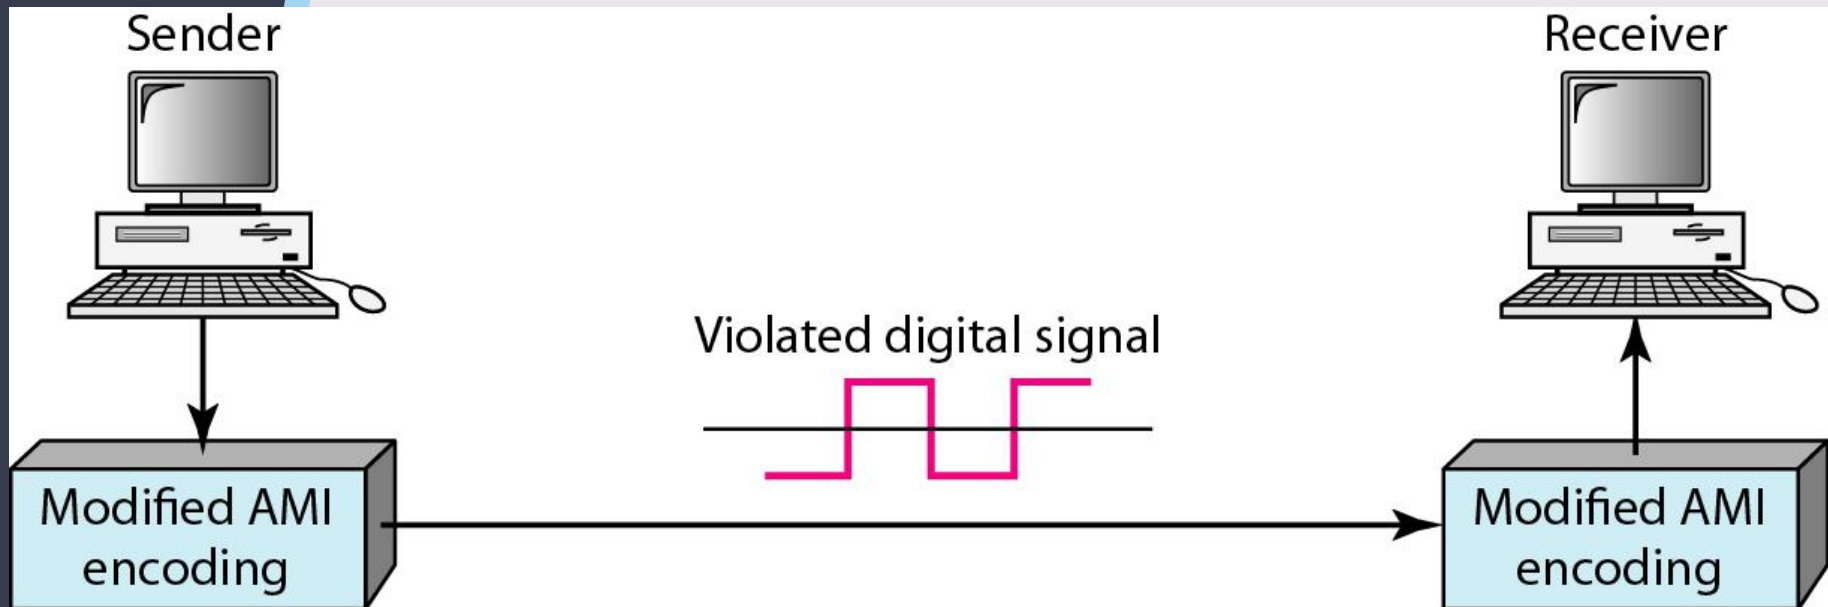 Sender
Receiver
Violated digital signal
Modified AMI
encoding
Modified AMI
encoding